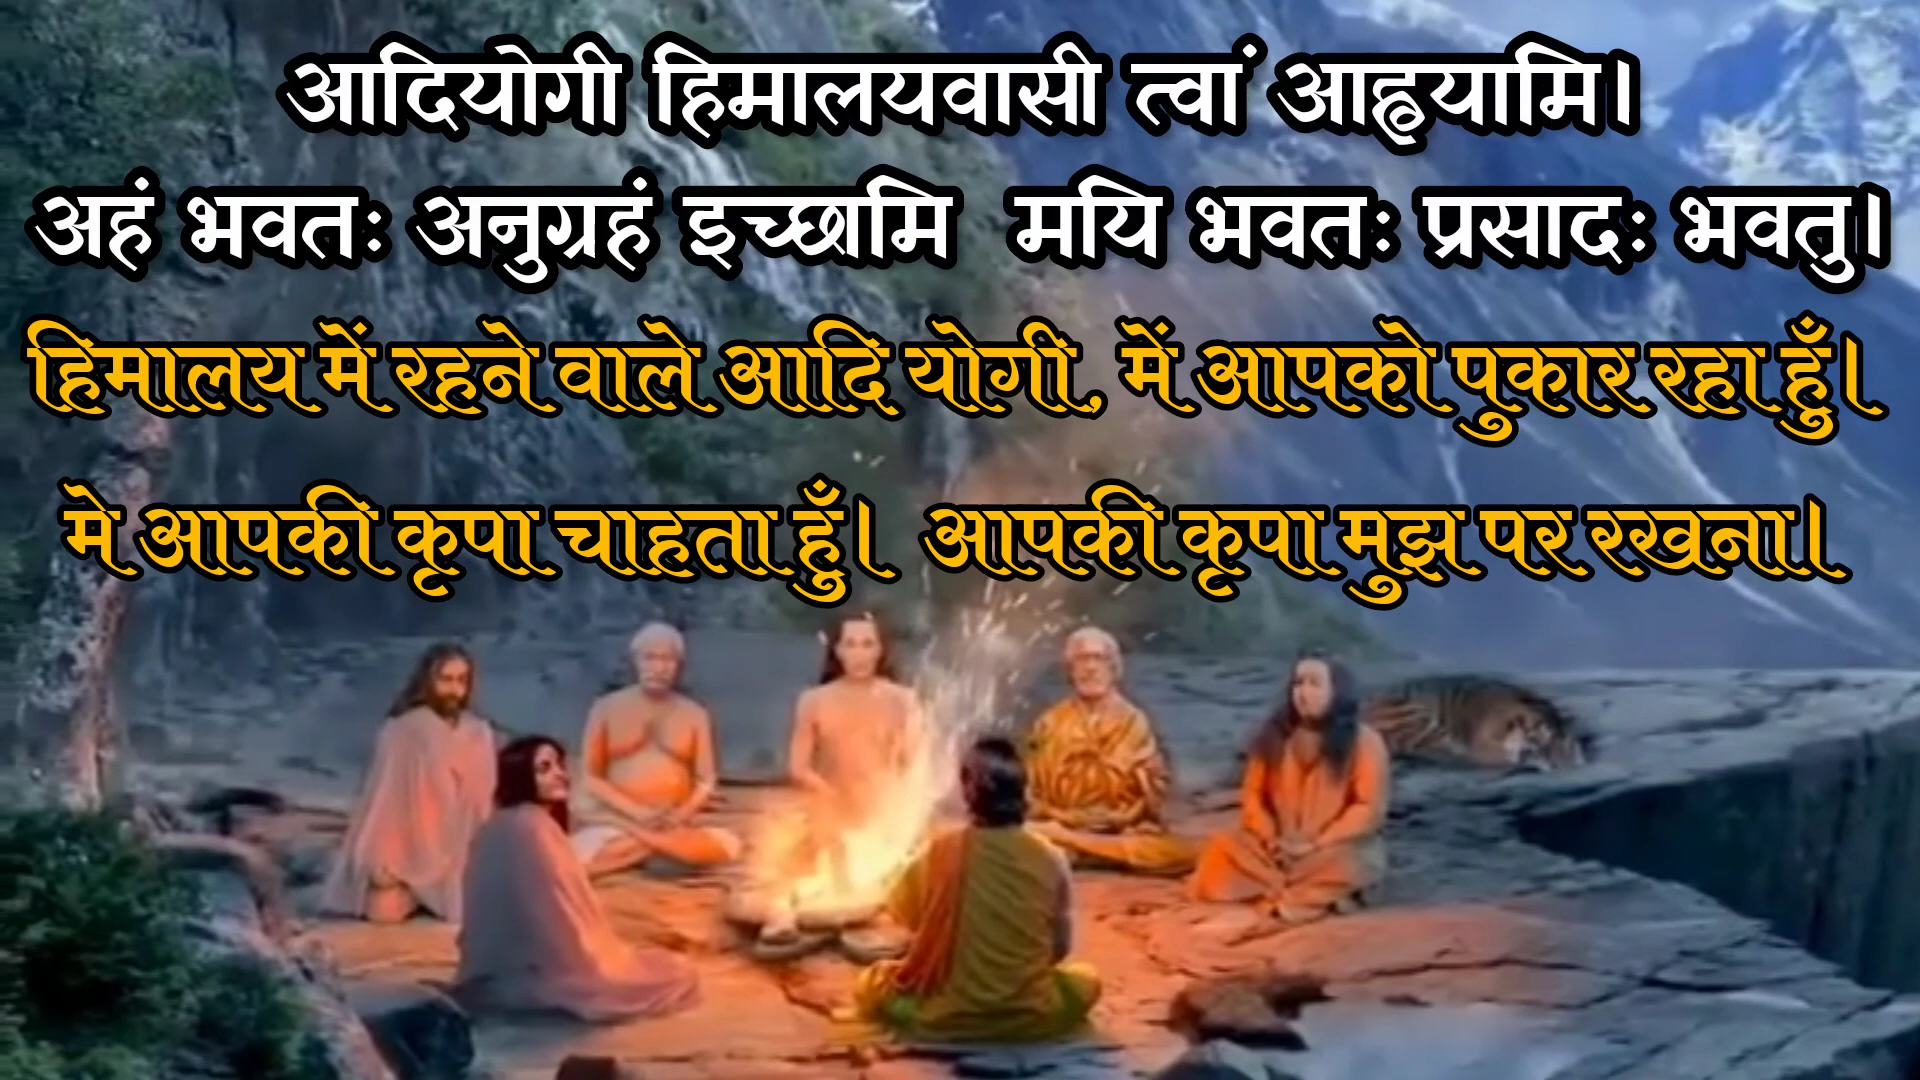 आदियोगी हिमालयवासी त्वां आह्वयामि।
अहं भवतः अनुग्रहं इच्छामि मयि भवतः प्रसादः भवतु।
हिमालय में रहने वाले आदि योगी, में आपको पुकार रहा हुँ।
मे आपकी कृपा चाहता हुँ। आपकी कृपा मुझ पर रखना।